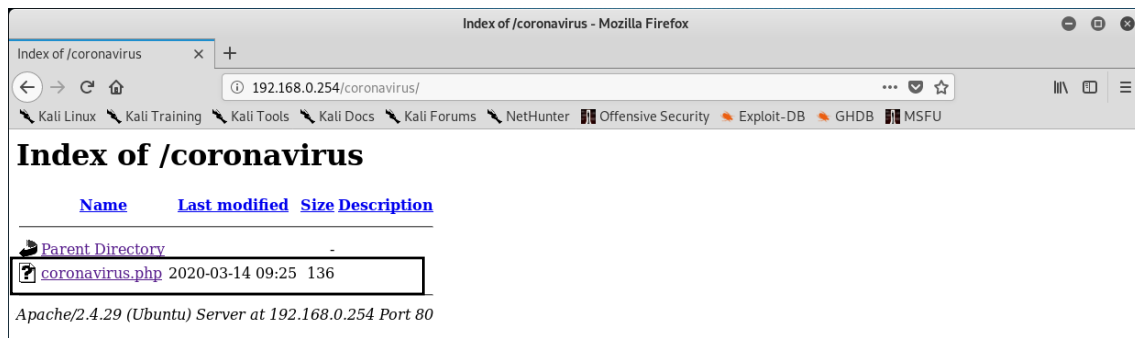 Index of /coronavirus - Mozilla Firefox
Index of /coronavirus
192.168.0.254/coronavirus/
Kali Linux Kali Training Kali Tools Kali Docs Kali Forums NetHunter Offensive Security Exploit-DB GHDB MSFU
Index of /coronavirus
Name Last modified Size Description
Parent Directory -
coronavirus.php 2020-03-14 09:25 136
Apache/2.4.29 (Ubuntu) Server at 192.168.0.254 Port 80